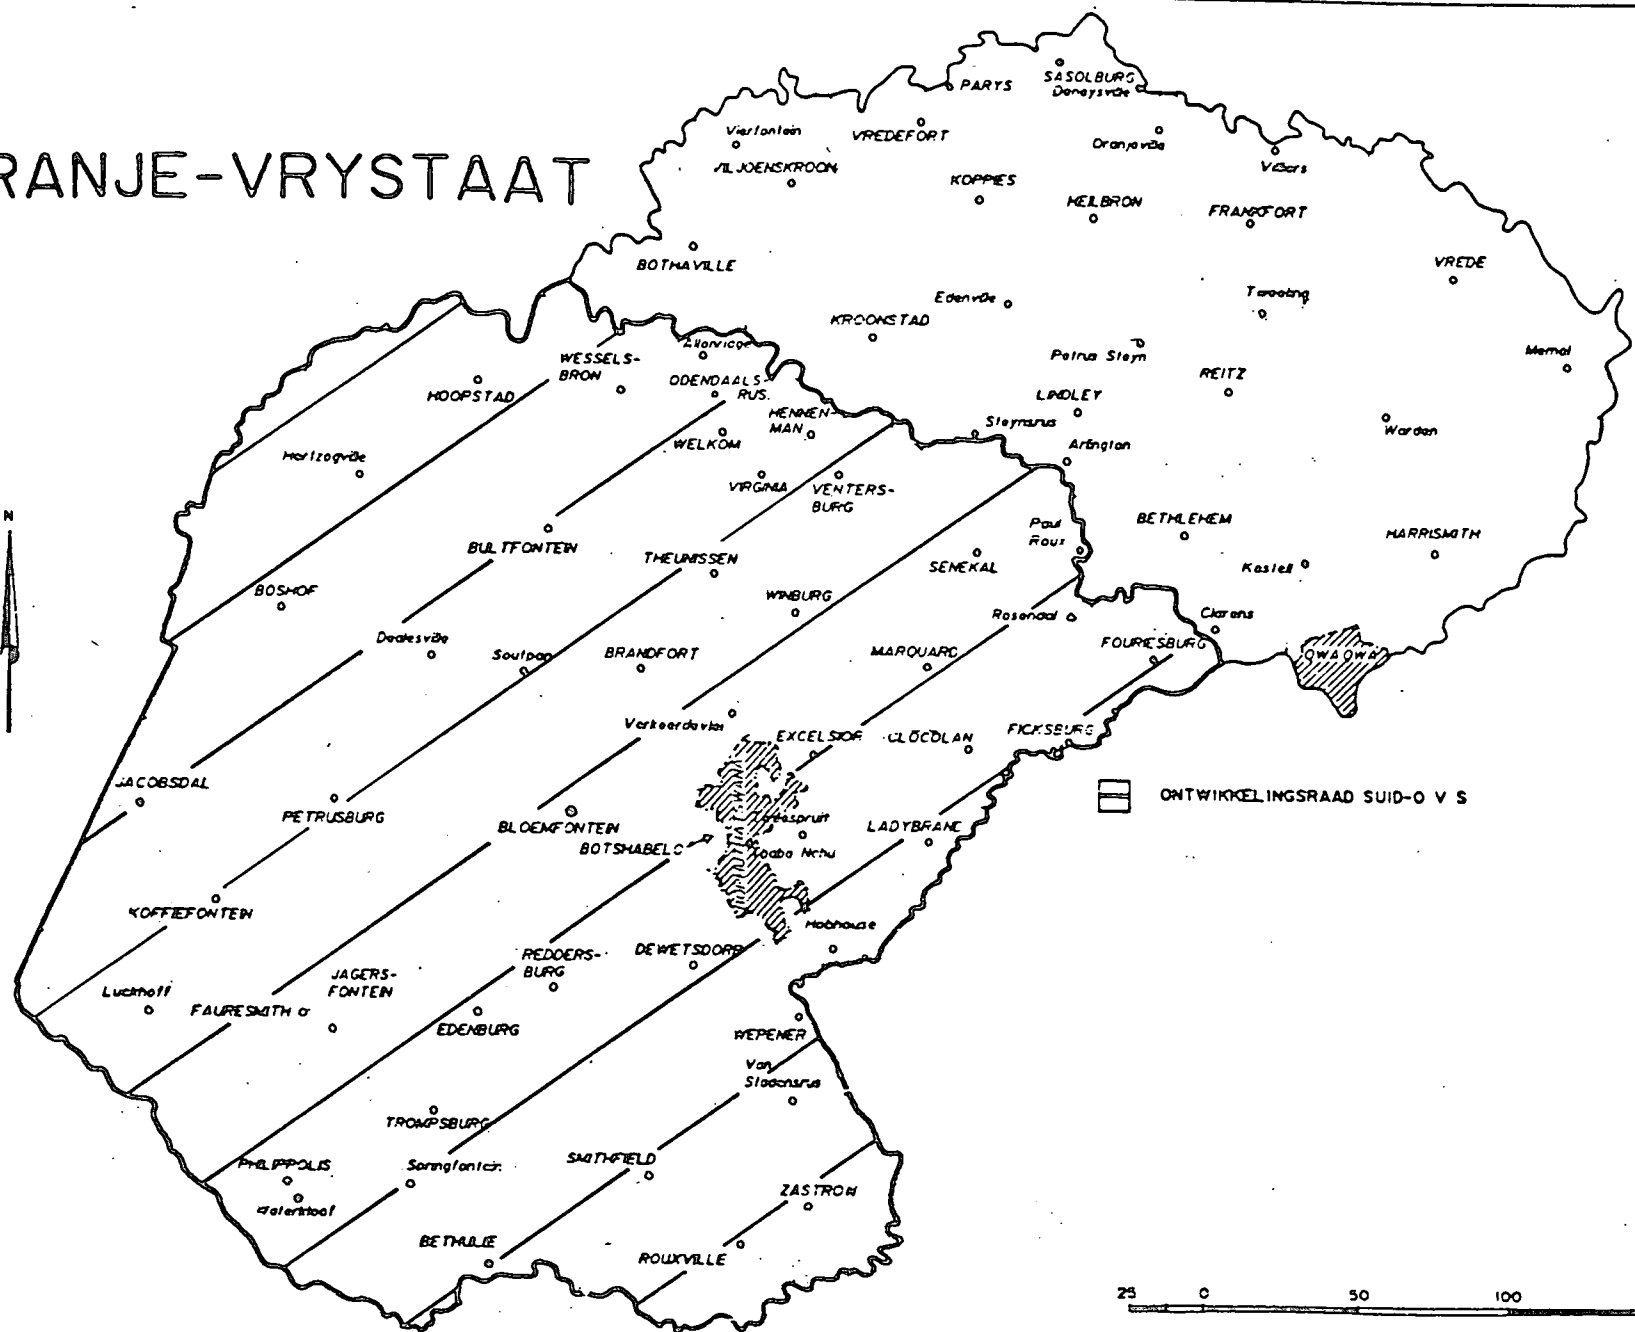 RANJE-VRYSTAAT
PARYS
SASOLBURG
Deneysville
Vierfontein
VREDEFORT
Oranjeville
Villiers
VILJOENSKROON
KOPPIES
HEILBRON
FRANKFORT
BOTHAVILLE
VREDE
Edenville
Tweeling
KROONSTAD
Petrus Steyn
Memel
Allanridge
WESSELS-
BRON
HOOPSTAD
ODENDAALS-
RUS.
REITZ
LINDLEY
HENNEN-
MAN
Steynsrus
Warden
WELKOM
Arlington
Hertzogville
VIRGINIA
VENTERS-
BURG
N
Paul
Roux
BETHLEHEM
HARRISMITH
BULTFONTEIN
THEUNISSEN
SENEKAL
Kestell
BOSHOF
WINBURG
Rosendal
Clarens
Dealesville
Soutpan
BRANDFORT
MARQUARD
FOURIESBURG
QWA QWA
Verkeerdevlei
EXCELSIOR
CLOCOLAN
FICKSBURG
JACOBSDAL
ONTWIKKELINGSRAAD SUID-O V S
PETRUSBURG
BLOEMFONTEIN
LADYBRAND
BOTSHABELO
Thaba Nchu
KOFFIEFONTEIN
Hobhouse
REDDERS-
BURG
DEWETSDORP
JAGERS-
FONTEIN
Luckhoff
FAURESMITH
EDENBURG
WEPENER
Van
Stadensrus
TROMPSBURG
PHILIPPOLIS
Springfontein
SMITHFIELD
Waterkloof
ZASTRON
BETHULIE
ROUXVILLE
25 0 50 100